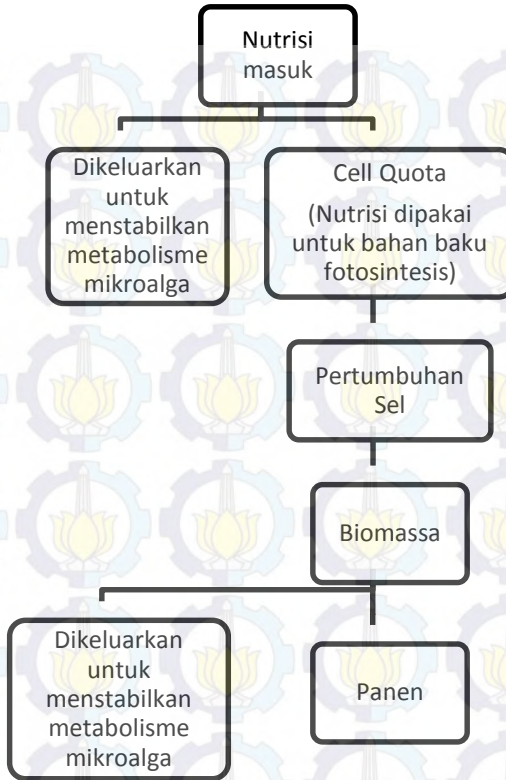 Nutrisi
masuk
Dikeluarkan
untuk
menstabilkan
metabolisme
mikroalga
Cell Quota
(Nutrisi dipakai
untuk bahan baku
fotosintesis)
Pertumbuhan
Sel
Biomassa
Dikeluarkan
untuk
menstabilkan
metabolisme
mikroalga
Panen